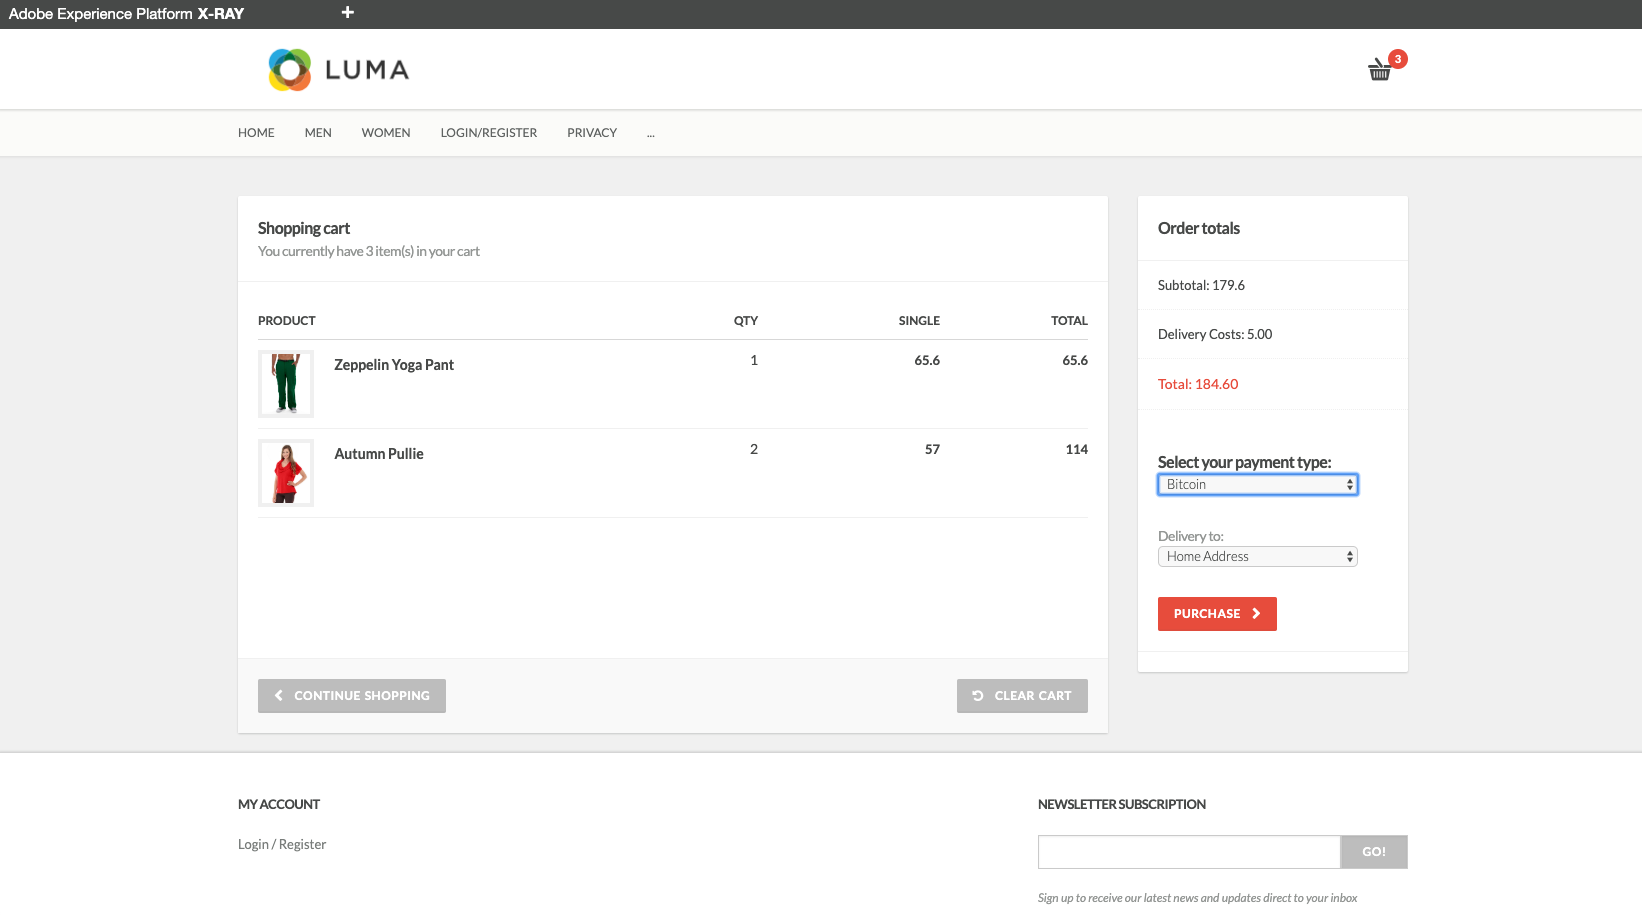 Adobe Experience Platform X-RAY +
LUMA
3
HOME MEN WOMEN LOGIN/REGISTER PRIVACY ...
Shopping cart
You currently have 3 item(s) in your cart
PRODUCT QTY SINGLE TOTAL
Zeppelin Yoga Pant 1 65.6 65.6
Autumn Pullie 2 57 114
CONTINUE SHOPPING CLEAR CART
Order totals
Subtotal: 179.6
Delivery Costs: 5.00
Total: 184.60
Select your payment type:
Bitcoin
Delivery to:
Home Address
PURCHASE
MY ACCOUNT
Login / Register
NEWSLETTER SUBSCRIPTION
GO!
Sign up to receive our latest news and updates direct to your inbox